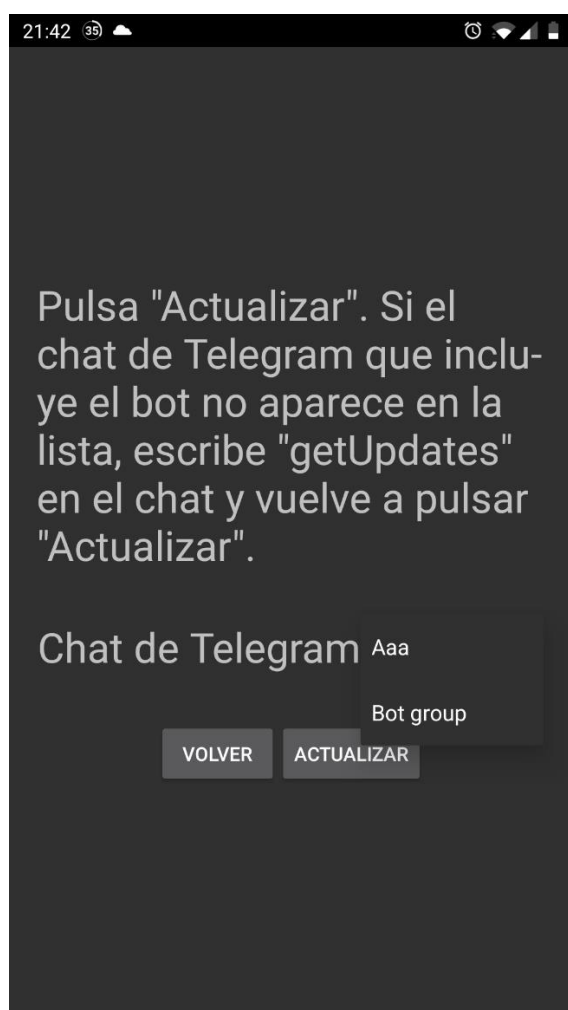 21:42 35
Pulsa "Actualizar". Si el
chat de Telegram que inclu-
ye el bot no aparece en la
lista, escribe "getUpdates"
en el chat y vuelve a pulsar
"Actualizar".
Chat de Telegram Aaa
Bot group
VOLVER ACTUALIZAR